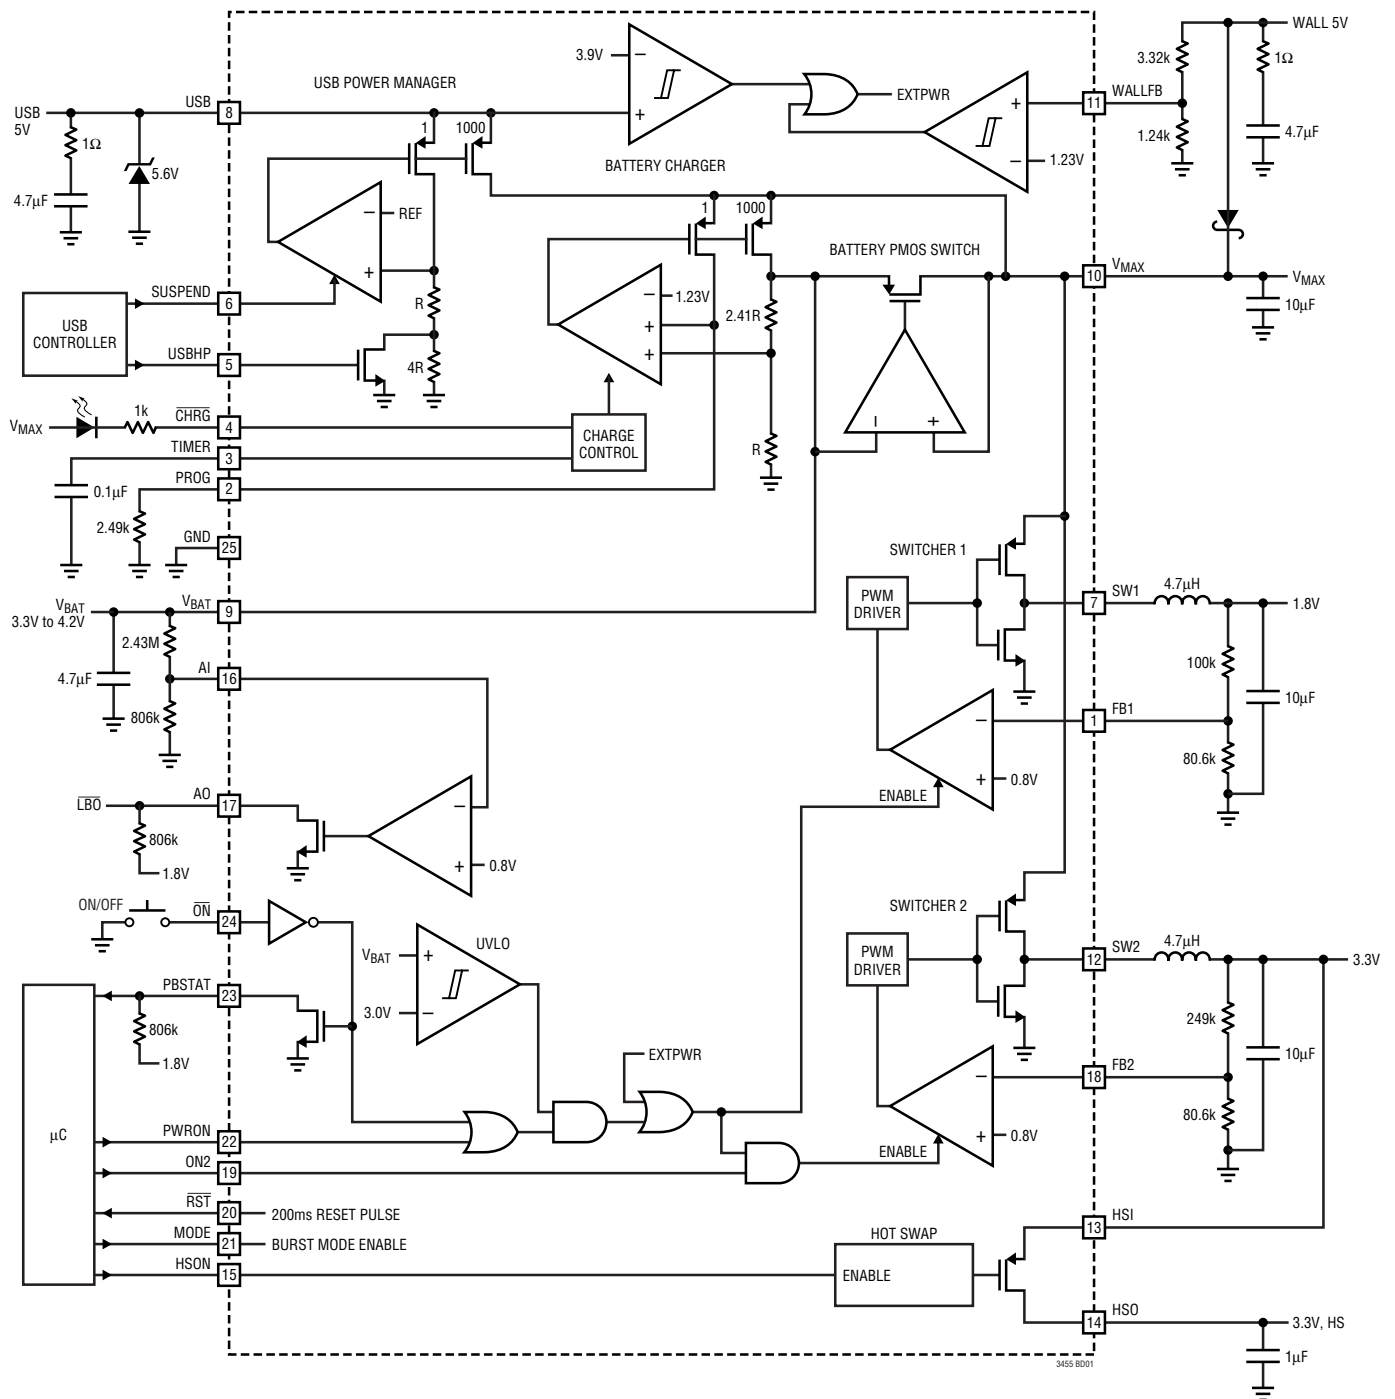 3.9V
−
+
USB POWER MANAGER
WALL 5V
3.32k
1Ω
EXTPWR
USB
8
USB
5V
1Ω
11
WALLFB
+
−
1.23V
1.24k
4.7µF
1
1000
BATTERY CHARGER
4.7µF
5.6V
−
REF
+
1
1000
BATTERY PMOS SWITCH
10
VMAX
VMAX
10µF
USB
CONTROLLER
SUSPEND
6
R
−
1.23V
+
+
2.41R
USBHP
5
4R
VMAX
1k
CHRG
4
CHARGE
CONTROL
R
−
+
TIMER
3
PROG
2
0.1µF
2.49k
GND
25
SWITCHER 1
PWM
DRIVER
7
SW1
4.7µH
1.8V
VBAT
3.3V to 4.2V
VBAT
9
2.43M
AI
16
4.7µF
806k
100k
10µF
1
FB1
−
+
0.8V
80.6k
ENABLE
LBO
AO
17
806k
1.8V
−
+
0.8V
ON/OFF
ON
24
UVLO
VBAT
+
3.0V
−
SWITCHER 2
PWM
DRIVER
12
SW2
4.7µH
3.3V
PBSTAT
23
806k
1.8V
249k
10µF
EXTPWR
18
FB2
−
+
0.8V
80.6k
ENABLE
µC
PWRON
22
ON2
19
RST
20
200ms RESET PULSE
MODE
21
BURST MODE ENABLE
HSON
15
HOT SWAP
ENABLE
13
HSI
14
HSO
3.3V, HS
1µF
3455 BD01